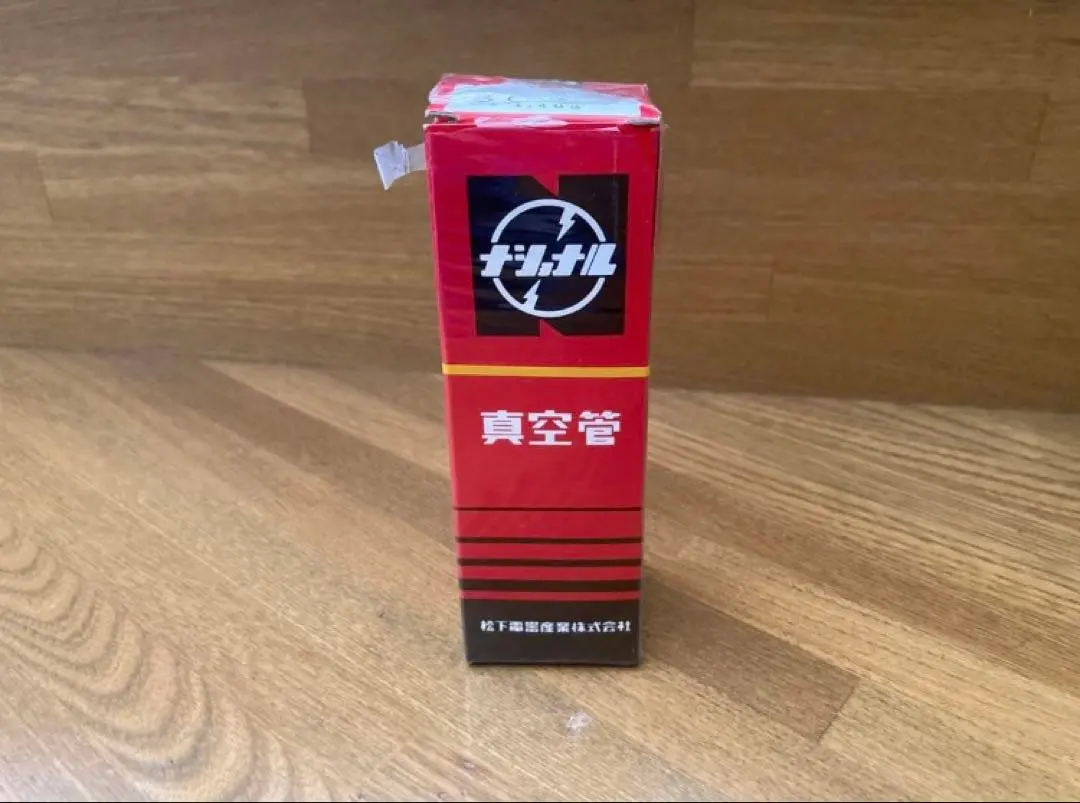 ナショナル
真空管
松下電器産業株式会社